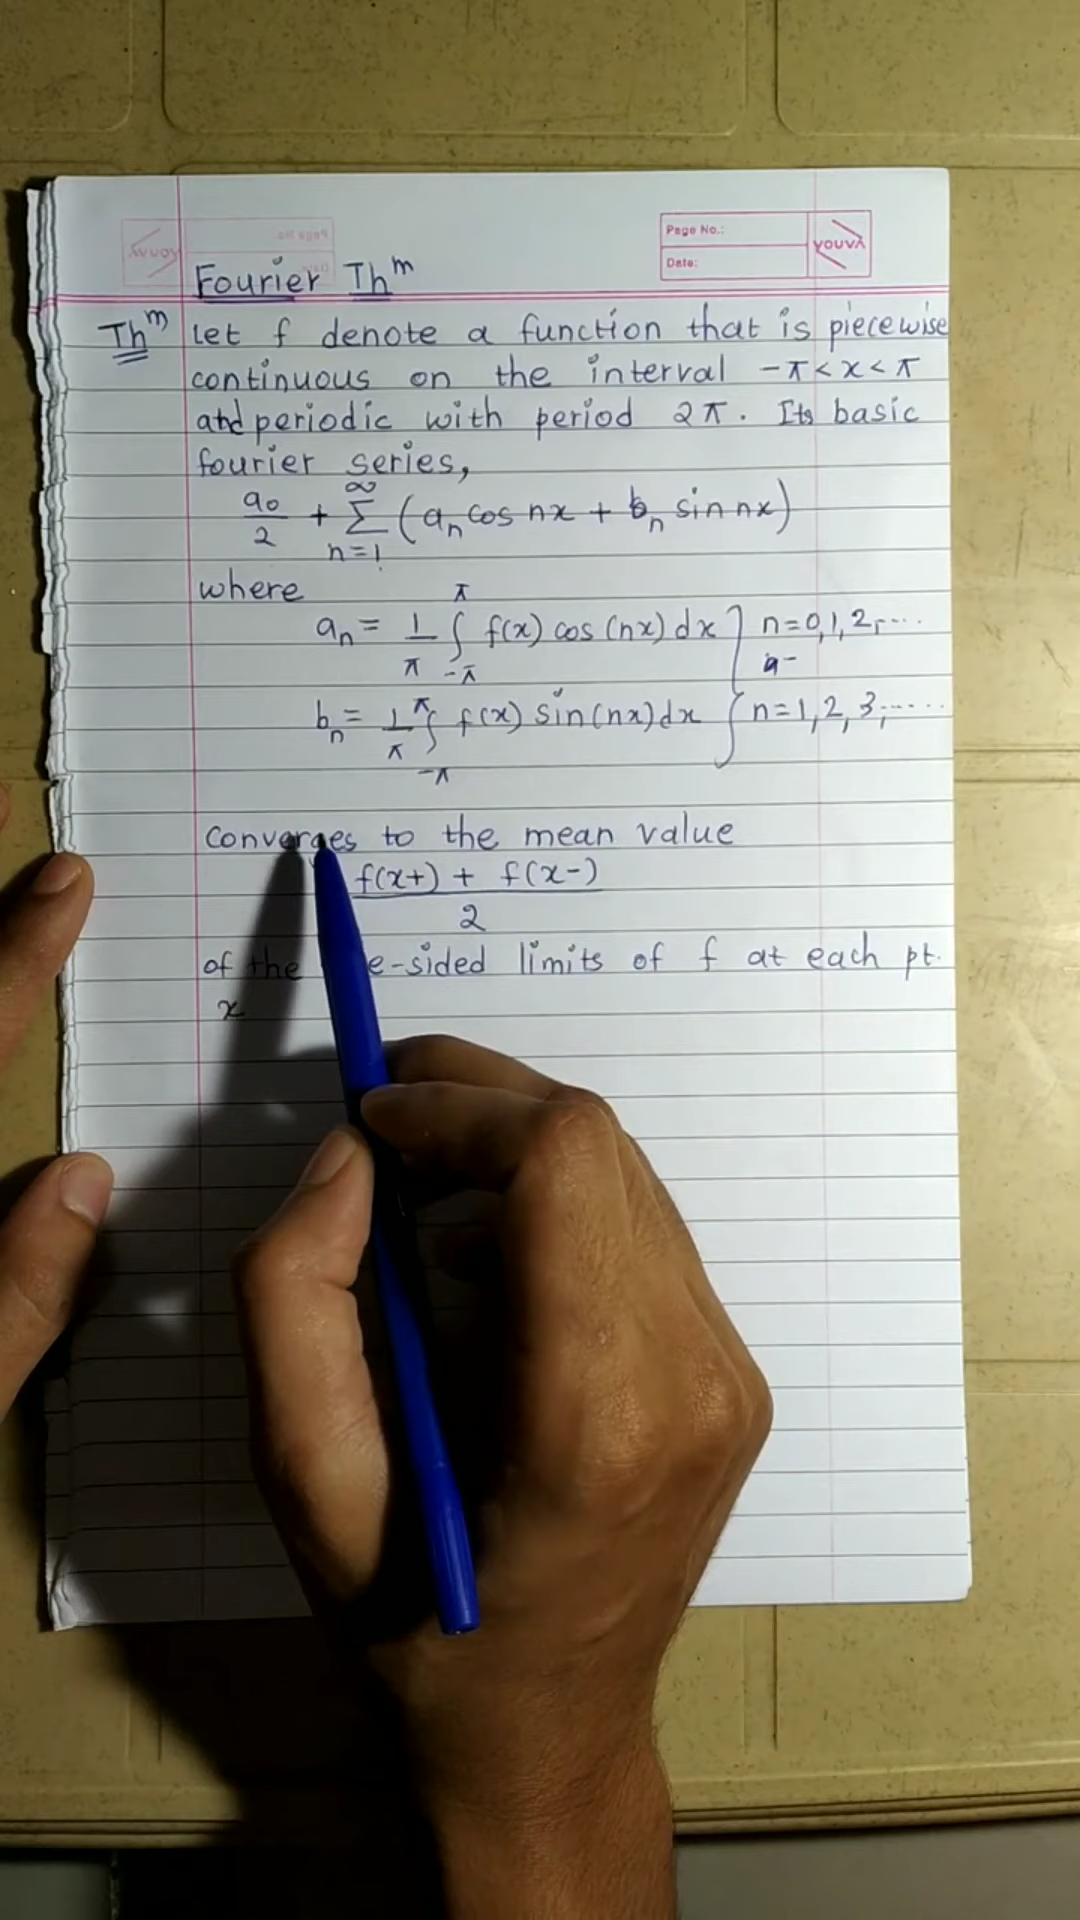 Page No.:
Date:
YOUVA
Fourier Thm
Thm Let f denote a function that is piecewise
continuous on the interval -π<x<π
and periodic with period 2π. Its basic
fourier series,
a0/2 + ∞ Σ n=1 (an cos nx + bn sin nx)
where
an = 1/π ∫ -π π f(x) cos (nx) dx } n=0,1,2,....
bn = 1/π ∫ -π π f(x) sin(nx)dx } n=1,2,3,.....
Converges to the mean value
f(x+) + f(x-)
2
of the e-sided limits of f at each pt.
x